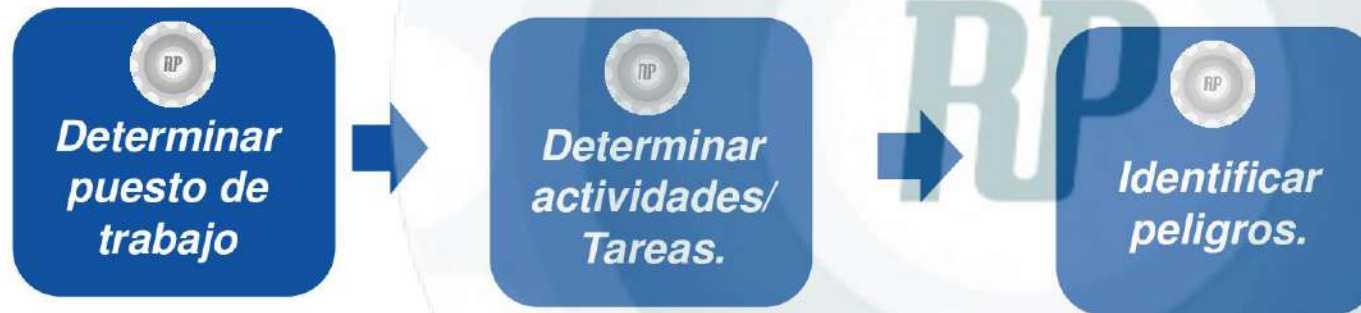 RP
Determinar
puesto de
trabajo
RP
Determinar
actividades/
Tareas.
RP
RP
Identificar
peligros.